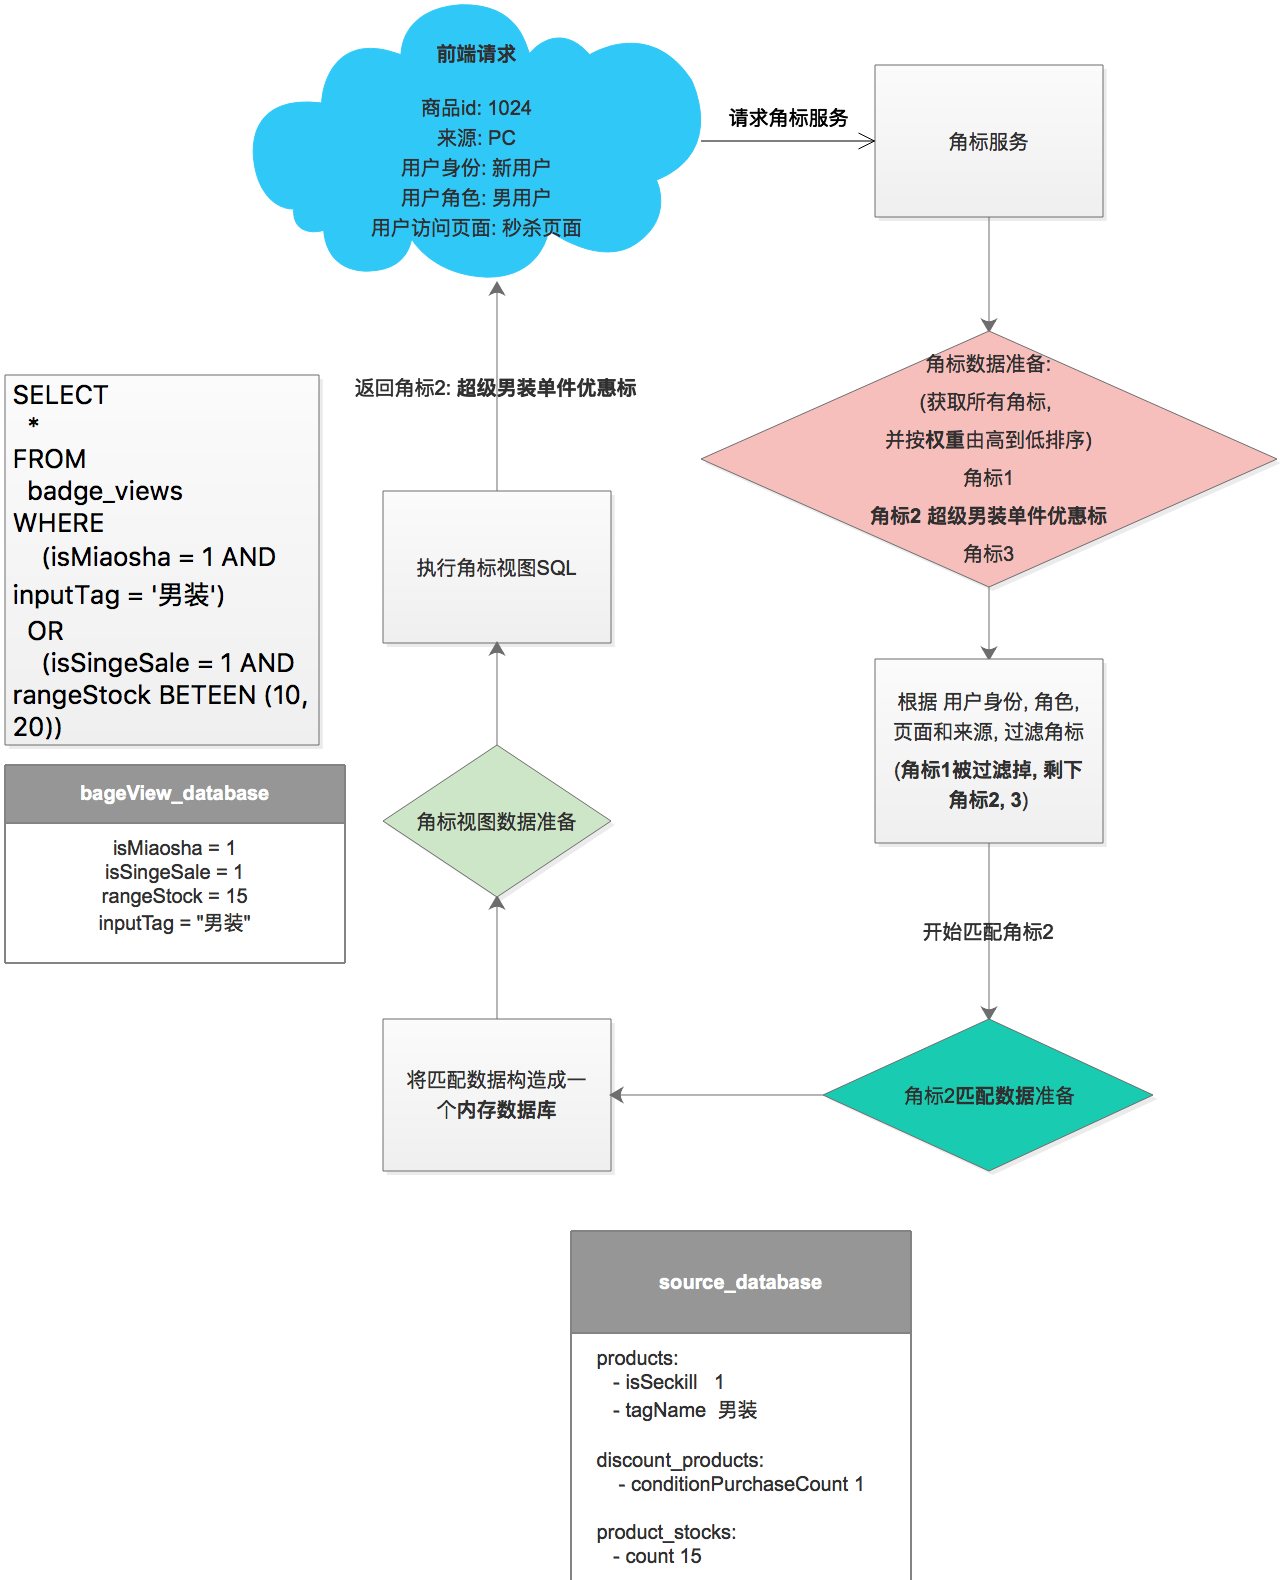 前端请求
商品id: 1024
来源: PC
用户身份: 新用户
用户角色: 男用户
用户访问页面: 秒杀页面
请求角标服务
角标服务
角标数据准备:
(获取所有角标,
并按权重由高到低排序)
角标1
角标2 超级男装单件优惠标
角标3
根据 用户身份, 角色,
页面和来源, 过滤角标
(角标1被过滤掉, 剩下
角标2, 3)
开始匹配角标2
角标2匹配数据准备
将匹配数据构造成一
个内存数据库
角标视图数据准备
执行角标视图SQL
返回角标2: 超级男装单件优惠标
SELECT
*
FROM
badge_views
WHERE
(isMiaosha = 1 AND
inputTag = '男装')
OR
(isSingeSale = 1 AND
rangeStock BETEEN (10,
20))
bageView_database
isMiaosha = 1
isSingeSale = 1
rangeStock = 15
inputTag = "男装"
source_database
products:
- isSeckill 1
- tagName 男装
discount_products:
- conditionPurchaseCount 1
product_stocks:
- count 15